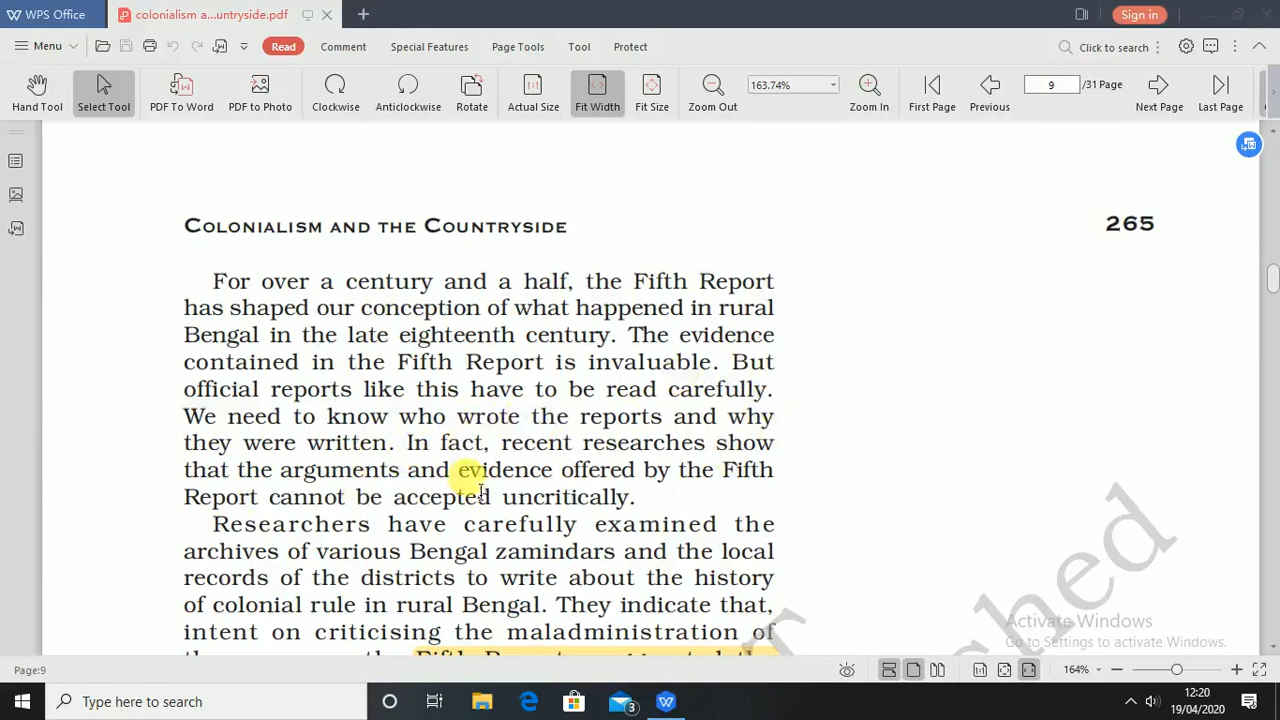 WPS Office
colonialism a...untryside.pdf
Sign in
Menu
Read
Comment
Special Features
Page Tools
Tool
Protect
Click to search
Hand Tool
Select Tool
PDF To Word
PDF to Photo
Clockwise
Anticlockwise
Rotate
Actual Size
Fit Width
Fit Size
Zoom Out
163.74%
Zoom In
First Page
Previous
9 /31 Page
Next Page
Last Page
COLONIALISM AND THE COUNTRYSIDE
265
For over a century and a half, the Fifth Report
has shaped our conception of what happened in rural
Bengal in the late eighteenth century. The evidence
contained in the Fifth Report is invaluable. But
official reports like this have to be read carefully.
We need to know who wrote the reports and why
they were written. In fact, recent researches show
that the arguments and evidence offered by the Fifth
Report cannot be accepted uncritically.
Researchers have carefully examined the
archives of various Bengal zamindars and the local
records of the districts to write about the history
of colonial rule in rural Bengal. They indicate that,
intent on criticising the maladministration of
Activate Windows
Go to Settings to activate Windows.
Page:9
164%
Type here to search
3
12:20
19/04/2020